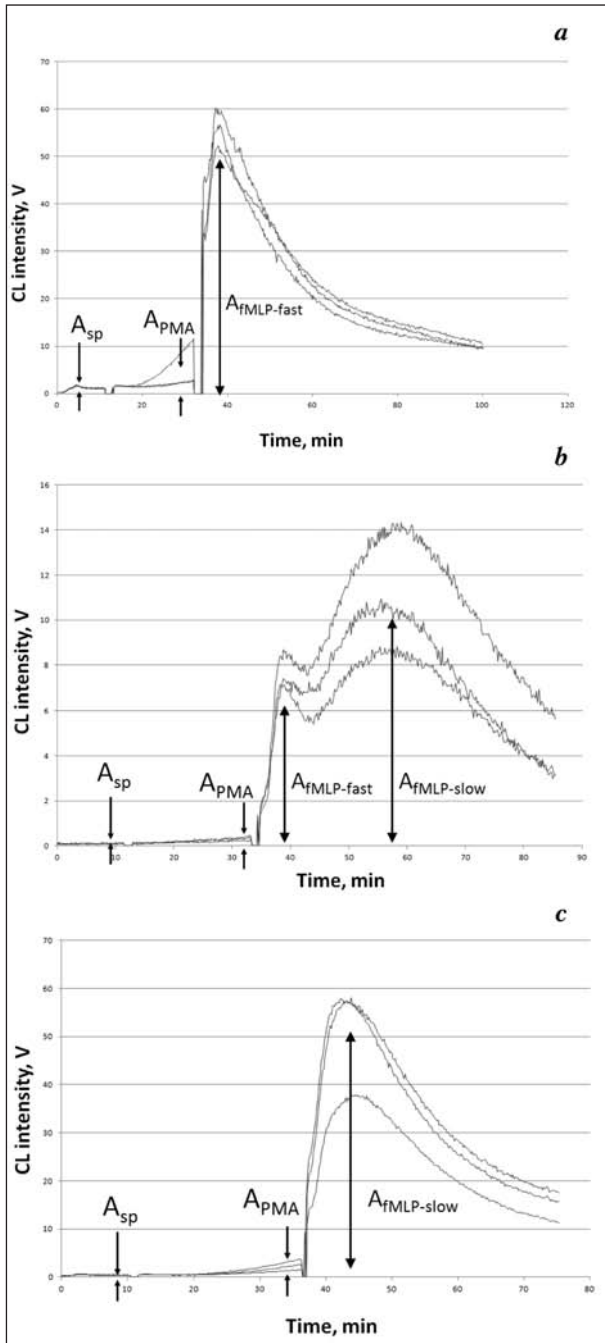 a
70
60
50
40
30
20
10
0
CL intensity, V
A_sp
A_PMA
A_fMLP-fast
0 20 40 60 80 100 120
Time, min
b
16
14
12
10
8
6
4
2
0
CL intensity, V
A_sp
A_PMA
A_fMLP-fast
A_fMLP-slow
0 10 20 30 40 50 60 70 80 90
Time, min
c
70
60
50
40
30
20
10
0
CL intensity, V
A_sp
A_PMA
A_fMLP-slow
0 10 20 30 40 50 60 70 80
Time, min